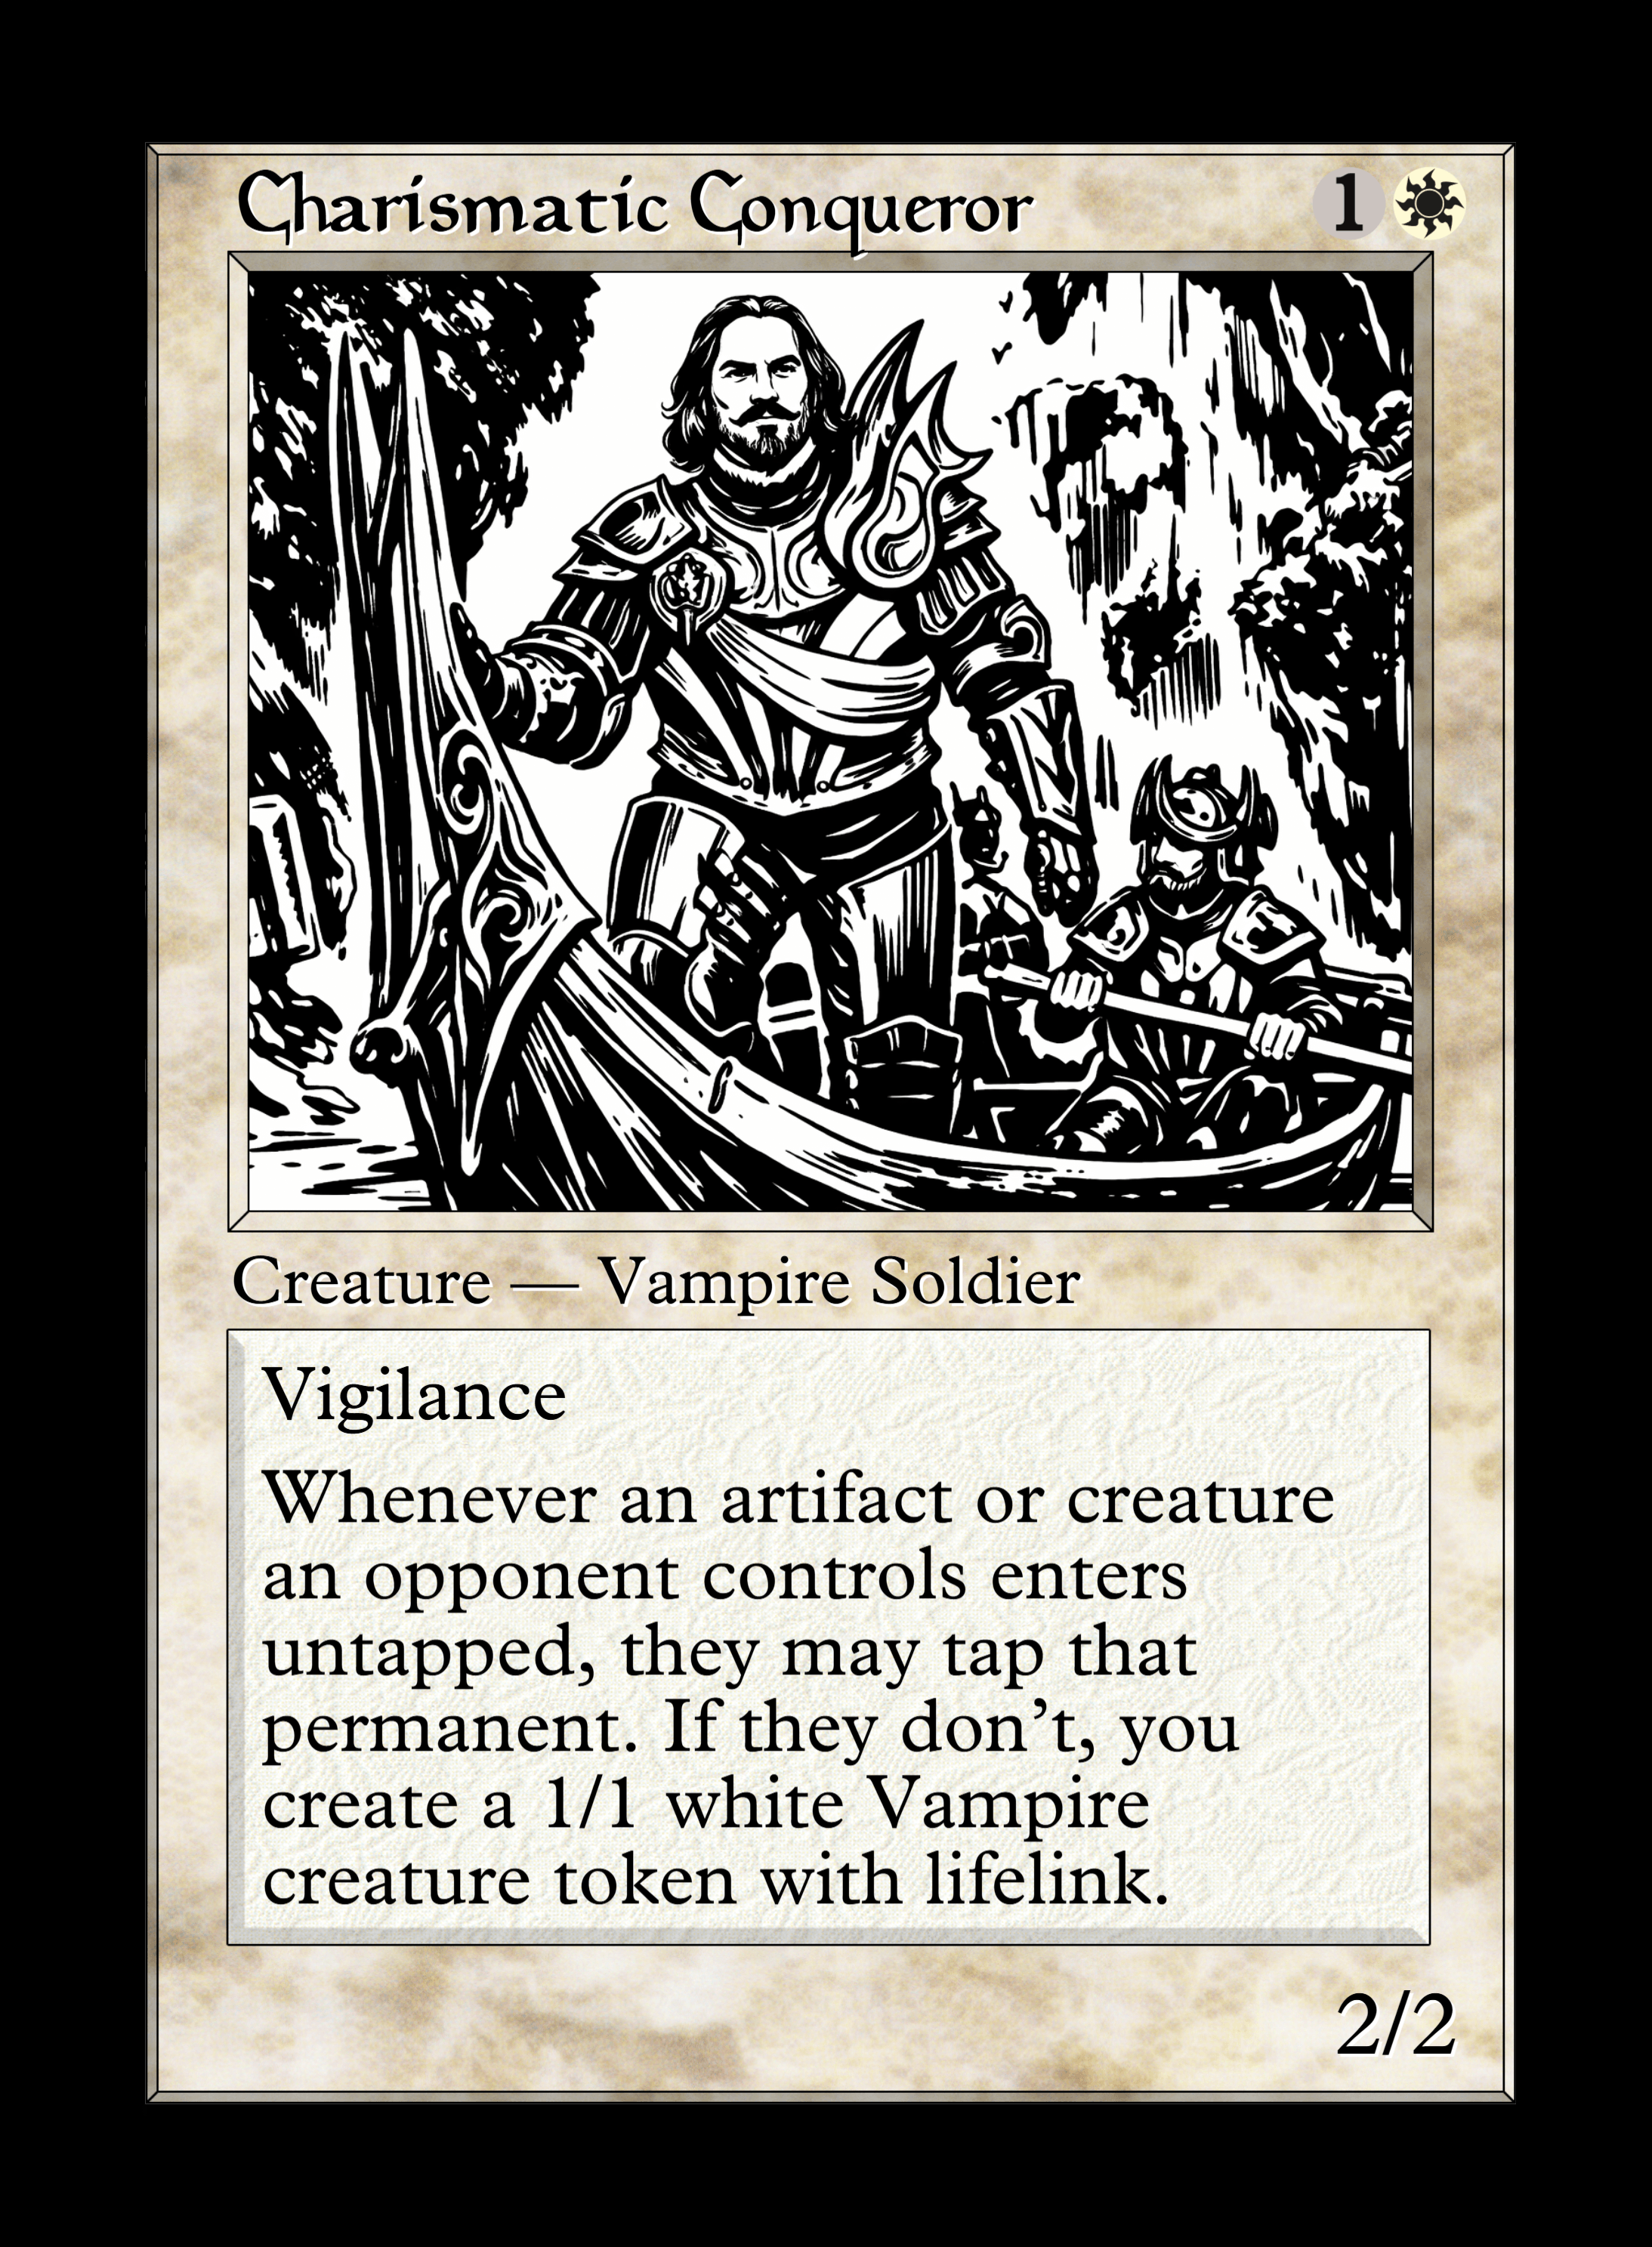 Charismatic Conqueror 1
Creature — Vampire Soldier
Vigilance
Whenever an artifact or creature
an opponent controls enters
untapped, they may tap that
permanent. If they don’t, you
create a 1/1 white Vampire
creature token with lifelink.
2/2